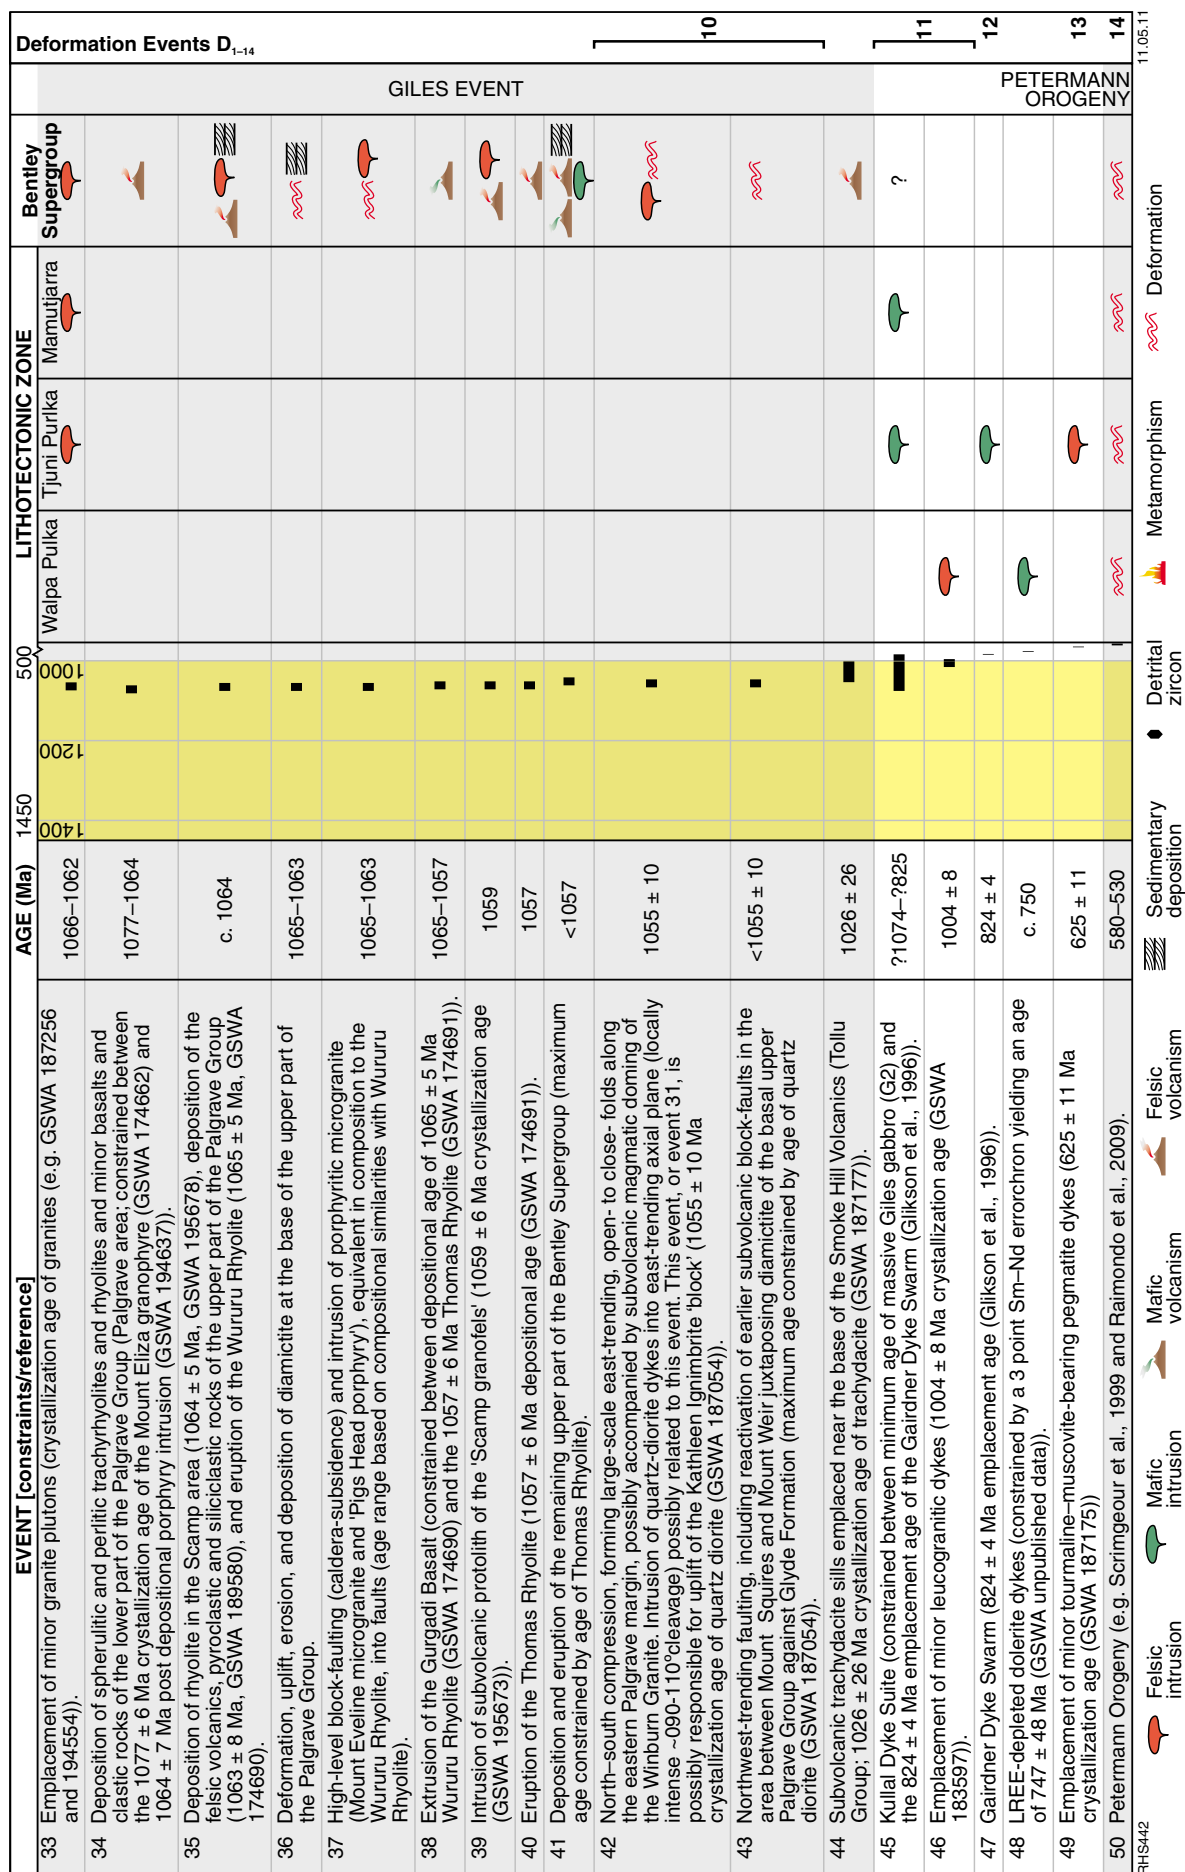 EVENT [constraints/reference]
AGE (Ma)
1450
500
1400
1200
1000
LITHOTECTONIC ZONE
Walpa Pulka
Tjuni Purlka
Mamutjarra
Bentley
Supergroup
Deformation Events D1–14
33 Emplacement of minor granite plutons (crystallization age of granites (e.g. GSWA 187256
and 194554)).
1066–1062
34 Deposition of spherulitic and perlitic trachyrhyolites and rhyolites and minor basalts and
clastic rocks of the lower part of the Palgrave Group (Palgrave area; constrained between
the 1077 ± 6 Ma crystallization age of the Mount Eliza granophyre (GSWA 174662) and
1064 ± 7 Ma post depositional porphyry intrusion (GSWA 194637)).
1077–1064
35 Deposition of rhyolite in the Scamp area (1064 ± 5 Ma, GSWA 195678), deposition of the
felsic volcanics, pyroclastic and siliciclastic rocks of the upper part of the Palgrave Group
(1063 ± 8 Ma, GSWA 189580), and eruption of the Wururu Rhyolite (1065 ± 5 Ma, GSWA
174690).
c. 1064
36 Deformation, uplift, erosion, and deposition of diamictite at the base of the upper part of
the Palgrave Group.
1065–1063
37 High-level block-faulting (caldera-subsidence) and intrusion of porphyritic microgranite
(Mount Eveline microgranite and 'Pigs Head porphyry'), equivalent in composition to the
Wururu Rhyolite, into faults (age range based on compositional similarities with Wururu
Rhyolite).
1065–1063
38 Extrusion of the Gurgadi Basalt (constrained between depositional age of 1065 ± 5 Ma
Wururu Rhyolite (GSWA 174690) and the 1057 ± 6 Ma Thomas Rhyolite (GSWA 174691)).
1065–1057
39 Intrusion of subvolcanic protolith of the 'Scamp granofels' (1059 ± 6 Ma crystallization age
(GSWA 195673)).
1059
40 Eruption of the Thomas Rhyolite (1057 ± 6 Ma depositional age (GSWA 174691)).
1057
41 Deposition and eruption of the remaining upper part of the Bentley Supergroup (maximum
age constrained by age of Thomas Rhyolite).
<1057
42 North–south compression, forming large-scale east-trending, open- to close- folds along
the eastern Palgrave margin, possibly accompanied by subvolcanic magmatic doming of
the Winburn Granite. Intrusion of quartz-diorite dykes into east-trending axial plane (locally
intense ~090-110°cleavage) possibly related to this event. This event, or event 31, is
possibly responsible for uplift of the Kathleen Ignimbrite 'block' (1055 ± 10 Ma
crystallization age of quartz diorite (GSWA 187054)).
1055 ± 10
10
43 Northwest-trending faulting, including reactivation of earlier subvolcanic block-faults in the
area between Mount Squires and Mount Weir juxtaposing diamictite of the basal upper
Palgrave Group against Glyde Formation (maximum age constrained by age of quartz
diorite (GSWA 187054)).
<1055 ± 10
44 Subvolcanic trachydacite sills emplaced near the base of the Smoke Hill Volcanics (Tollu
Group; 1026 ± 26 Ma crystallization age of trachydacite (GSWA 187177)).
1026 ± 26
GILES EVENT
45 Kullal Dyke Suite (constrained between minimum age of massive Giles gabbro (G2) and
the 824 ± 4 Ma emplacement age of the Gairdner Dyke Swarm (Glikson et al., 1996)).
?1074–?825
?
11
46 Emplacement of minor leucogranitic dykes (1004 ± 8 Ma crystallization age (GSWA
183597)).
1004 ± 8
47 Gairdner Dyke Swarm (824 ± 4 Ma emplacement age (Glikson et al., 1996)).
824 ± 4
12
48 LREE-depleted dolerite dykes (constrained by a 3 point Sm–Nd errorchron yielding an age
of 747 ± 48 Ma (GSWA unpublished data)).
c. 750
49 Emplacement of minor tourmaline–muscovite-bearing pegmatite dykes (625 ± 11 Ma
crystallization age (GSWA 187175))
625 ± 11
13
50 Petermann Orogeny (e.g. Scrimgeour et al., 1999 and Raimondo et al., 2009).
580–530
PETERMANN
OROGENY
14
RHS442
11.05.11
Felsic
intrusion
Mafic
intrusion
Mafic
volcanism
Felsic
volcanism
Sedimentary
deposition
Detrital
zircon
Metamorphism
Deformation